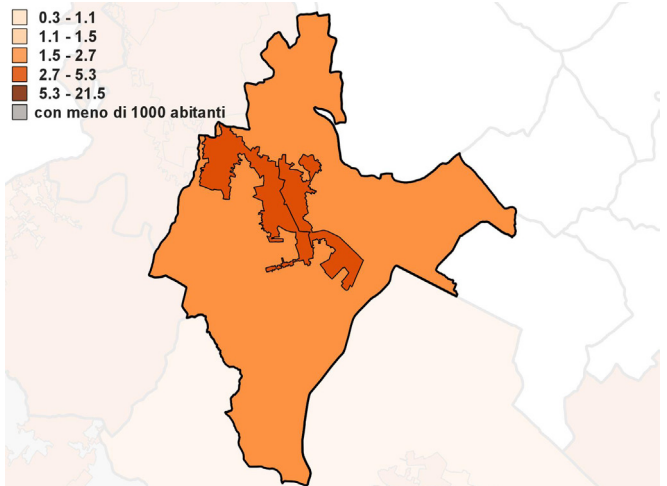 0.3 - 1.1
1.1 - 1.5
1.5 - 2.7
2.7 - 5.3
5.3 - 21.5
con meno di 1000 abitanti